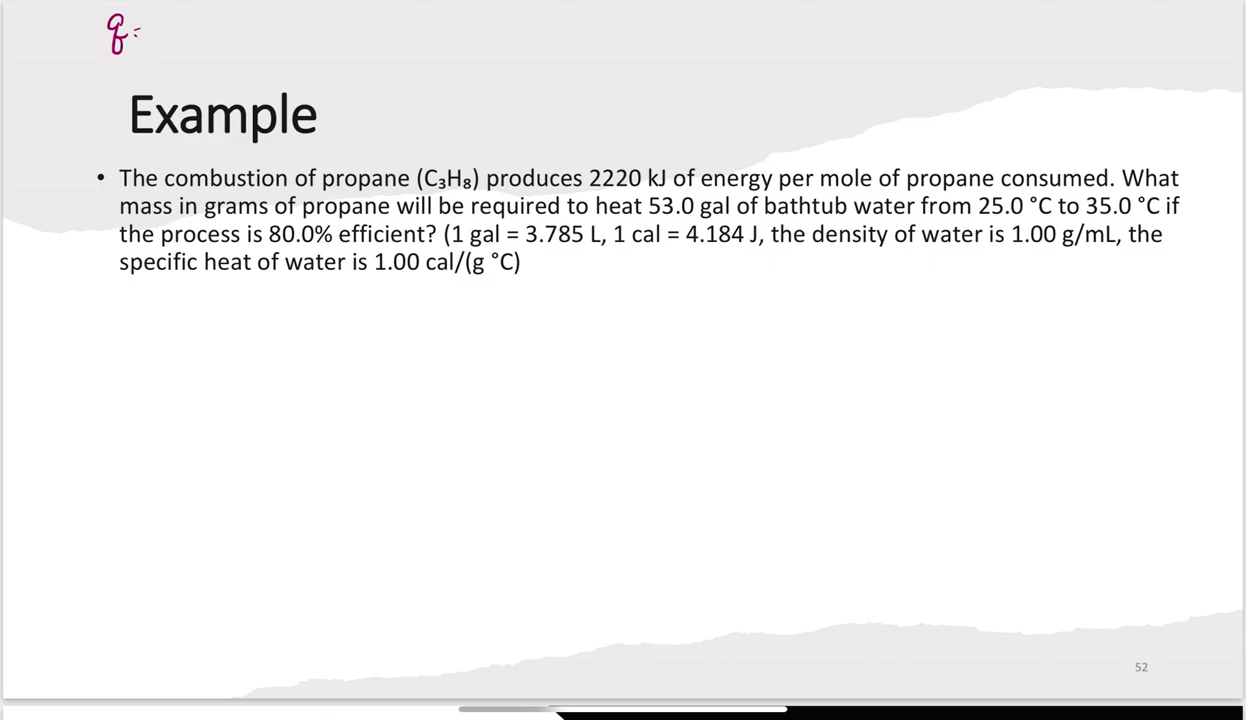 q=
Example
• The combustion of propane (C₃H₈) produces 2220 kJ of energy per mole of propane consumed. What
mass in grams of propane will be required to heat 53.0 gal of bathtub water from 25.0 °C to 35.0 °C if
the process is 80.0% efficient? (1 gal = 3.785 L, 1 cal = 4.184 J, the density of water is 1.00 g/mL, the
specific heat of water is 1.00 cal/(g °C)
52